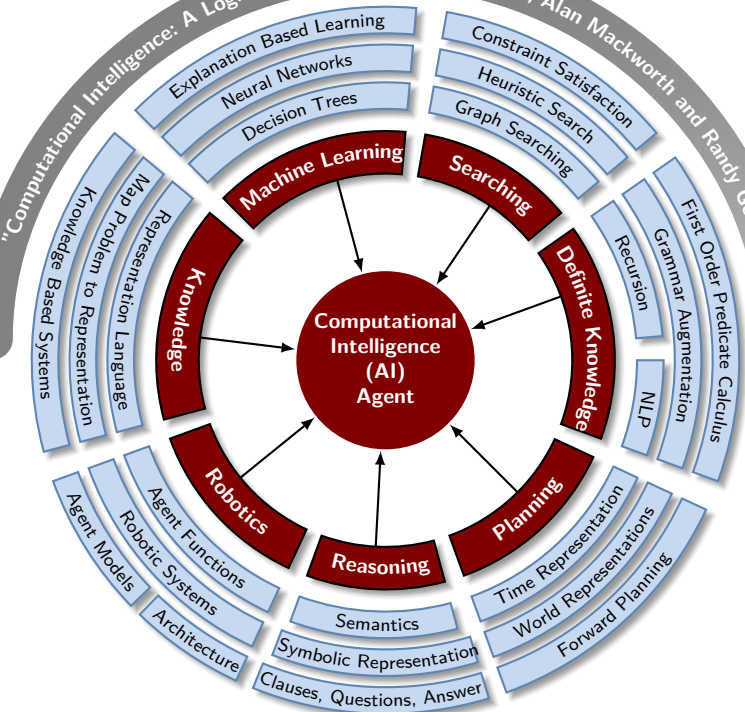 "Computational Intelligence: A
Alan Mackworth and Randy
Explanation Based Learning
Neural Networks
Decision Trees
Machine Learning
Constraint Satisfaction
Heuristic Search
Graph Searching
Searching
First Order Predicate Calculus
Grammar Augmentation
Recursion
NLP
Definite Knowledge
Knowledge Based Systems
Map Problem to Representation
Representation Language
Knowledge
Computational
Intelligence
(AI)
Agent
Robotics
Agent Functions
Robotic Systems
Agent Models
Architecture
Reasoning
Semantics
Symbolic Representation
Clauses, Questions, Answer
Planning
Time Representation
World Representations
Forward Planning